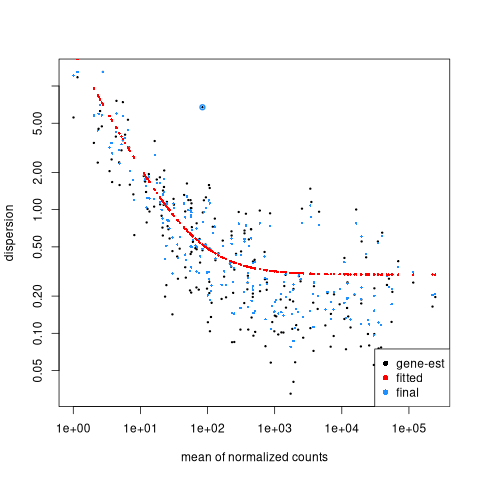 dispersion
5.00
2.00
1.00
0.50
0.20
0.10
0.05
gene-est
fitted
final
1e+00 1e+01 1e+02 1e+03 1e+04 1e+05
mean of normalized counts